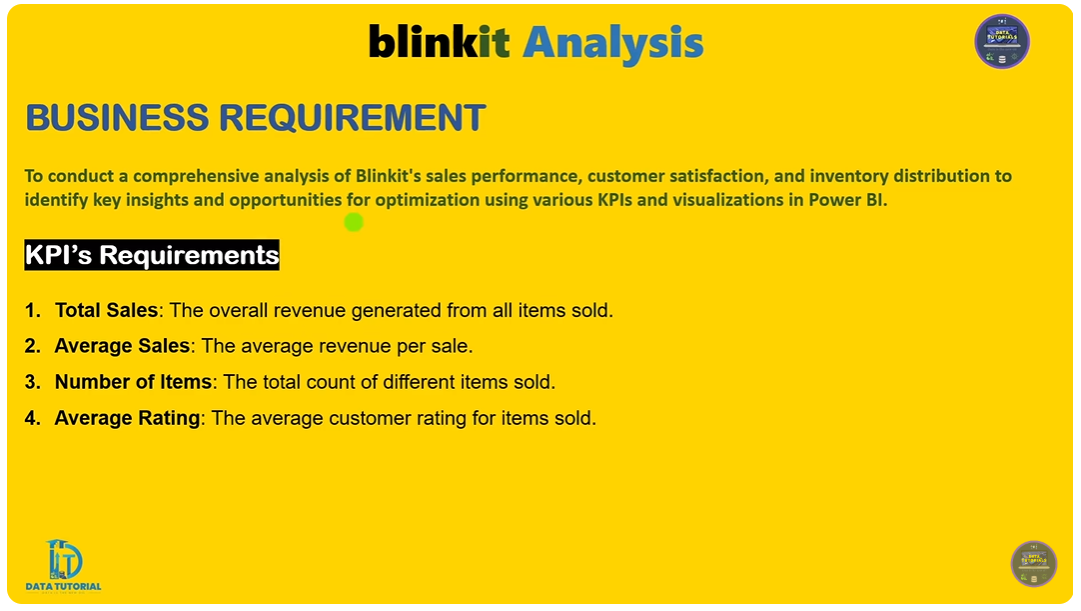 blinkit Analysis
DATA
TUTORIALS
BUSINESS REQUIREMENT
To conduct a comprehensive analysis of Blinkit's sales performance, customer satisfaction, and inventory distribution to
identify key insights and opportunities for optimization using various KPIs and visualizations in Power BI.
KPI’s Requirements
1. Total Sales: The overall revenue generated from all items sold.
2. Average Sales: The average revenue per sale.
3. Number of Items: The total count of different items sold.
4. Average Rating: The average customer rating for items sold.
DATA TUTORIAL
DATA
TUTORIALS